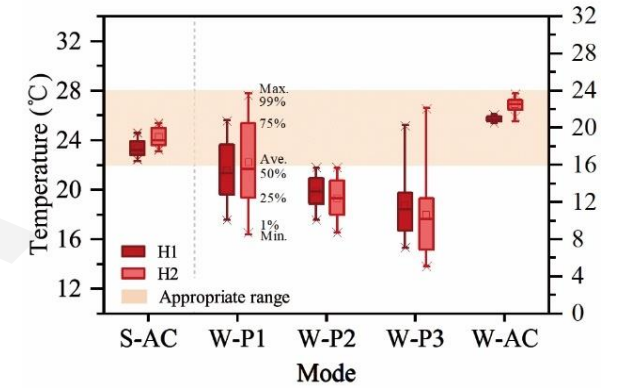 32
28
24
20
16
12
Temperature (℃)
32
28
24
20
16
12
8
4
0
Max.
99%
75%
Ave.
50%
25%
1%
Min.
H1
H2
Appropriate range
S-AC W-P1 W-P2 W-P3 W-AC
Mode